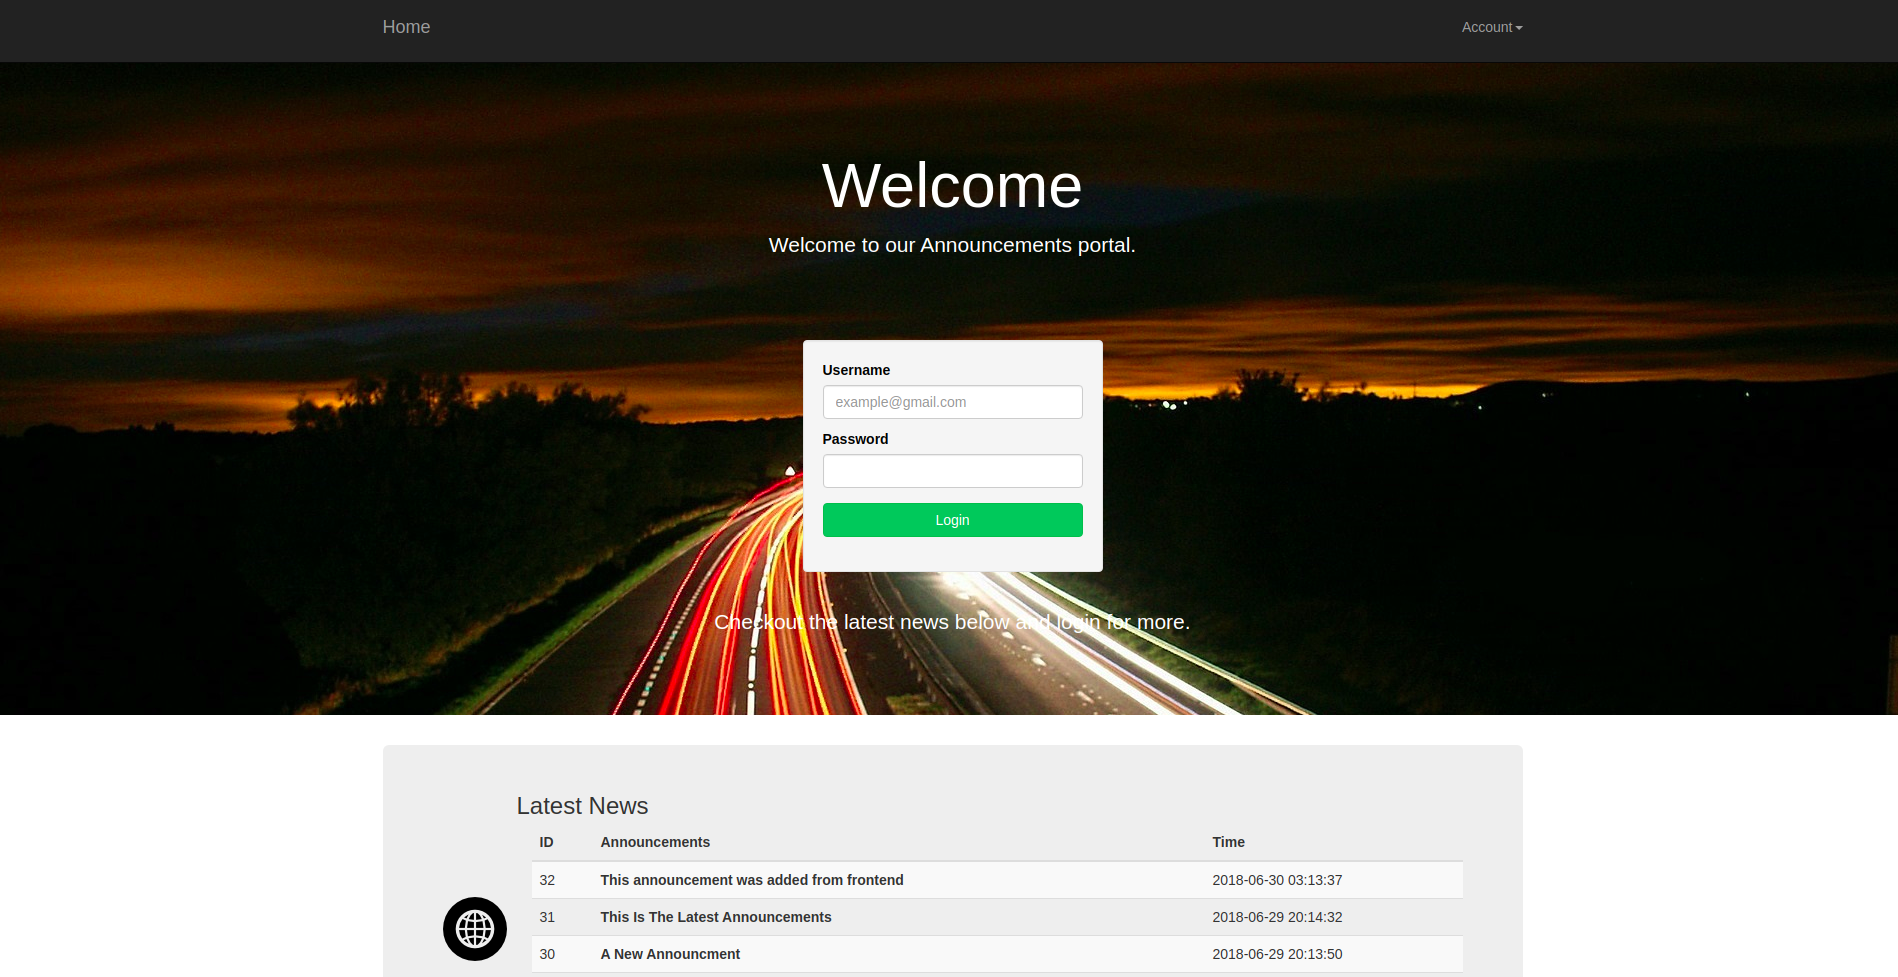 Home
Account
Welcome
Welcome to our Announcements portal.
Username
example@gmail.com
Password
Login
Checkout the latest news below and login for more.
Latest News
ID Announcements Time
32 This announcement was added from frontend 2018-06-30 03:13:37
31 This Is The Latest Announcements 2018-06-29 20:14:32
30 A New Announcment 2018-06-29 20:13:50